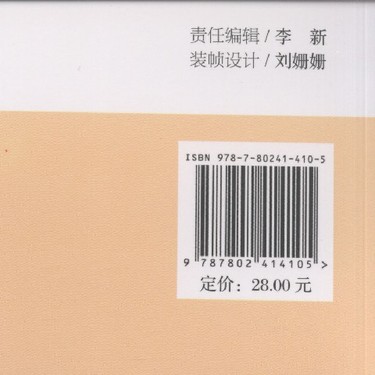 责任编辑/李　新
装帧设计/刘姗姗
ISBN 978-7-80241-410-5
9 787802 414105 >
定价：28.00 元